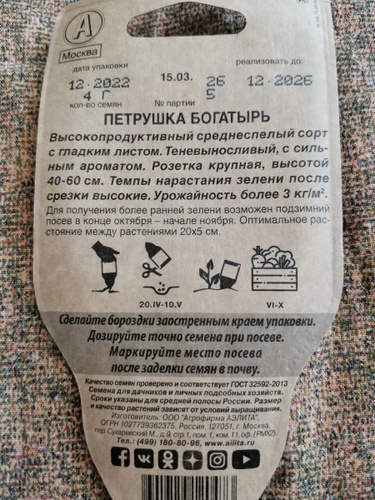 А
Москва
дата упаковки
реализовать до:
12·2022
15.03.
26
12·2026
4 Г
5
кол-во семян
№ партии
ПЕТРУШКА БОГАТЫРЬ
Высокопродуктивный среднеспелый сорт
с гладким листом. Теневыносливый, с силь-
ным ароматом. Розетка крупная, высотой
40-60 см. Темпы нарастания зелени после
срезки высокие. Урожайность более 3 кг/м².
Для получения более ранней зелени возможен подзимний
посев в конце октября – начале ноября. Оптимальное рас-
стояние между растениями 20х5 см.
20.IV-10.V
VI-X
Сделайте бороздки заостренным краем упаковки.
Дозируйте точно семена при посеве.
Маркируйте место посева
после заделки семян в почву.
Качество семян проверено и соответствует ГОСТ 32592-2013
Семена для дачников и личных подсобных хозяйств.
Сроки указаны для средней полосы России. Размер и
качество растений зависят от условий выращивания.
Изготовитель: ООО "Агрофирма АЭЛИТА".
ОГРН 1027739362375. Россия, 127051, г. Москва,
пер.Сухаревский М., д.9, стр.1, пом. 1, ком. 11, оф. (РМX2).
Тел.: (499) 180-80-96. www.ailita.ru